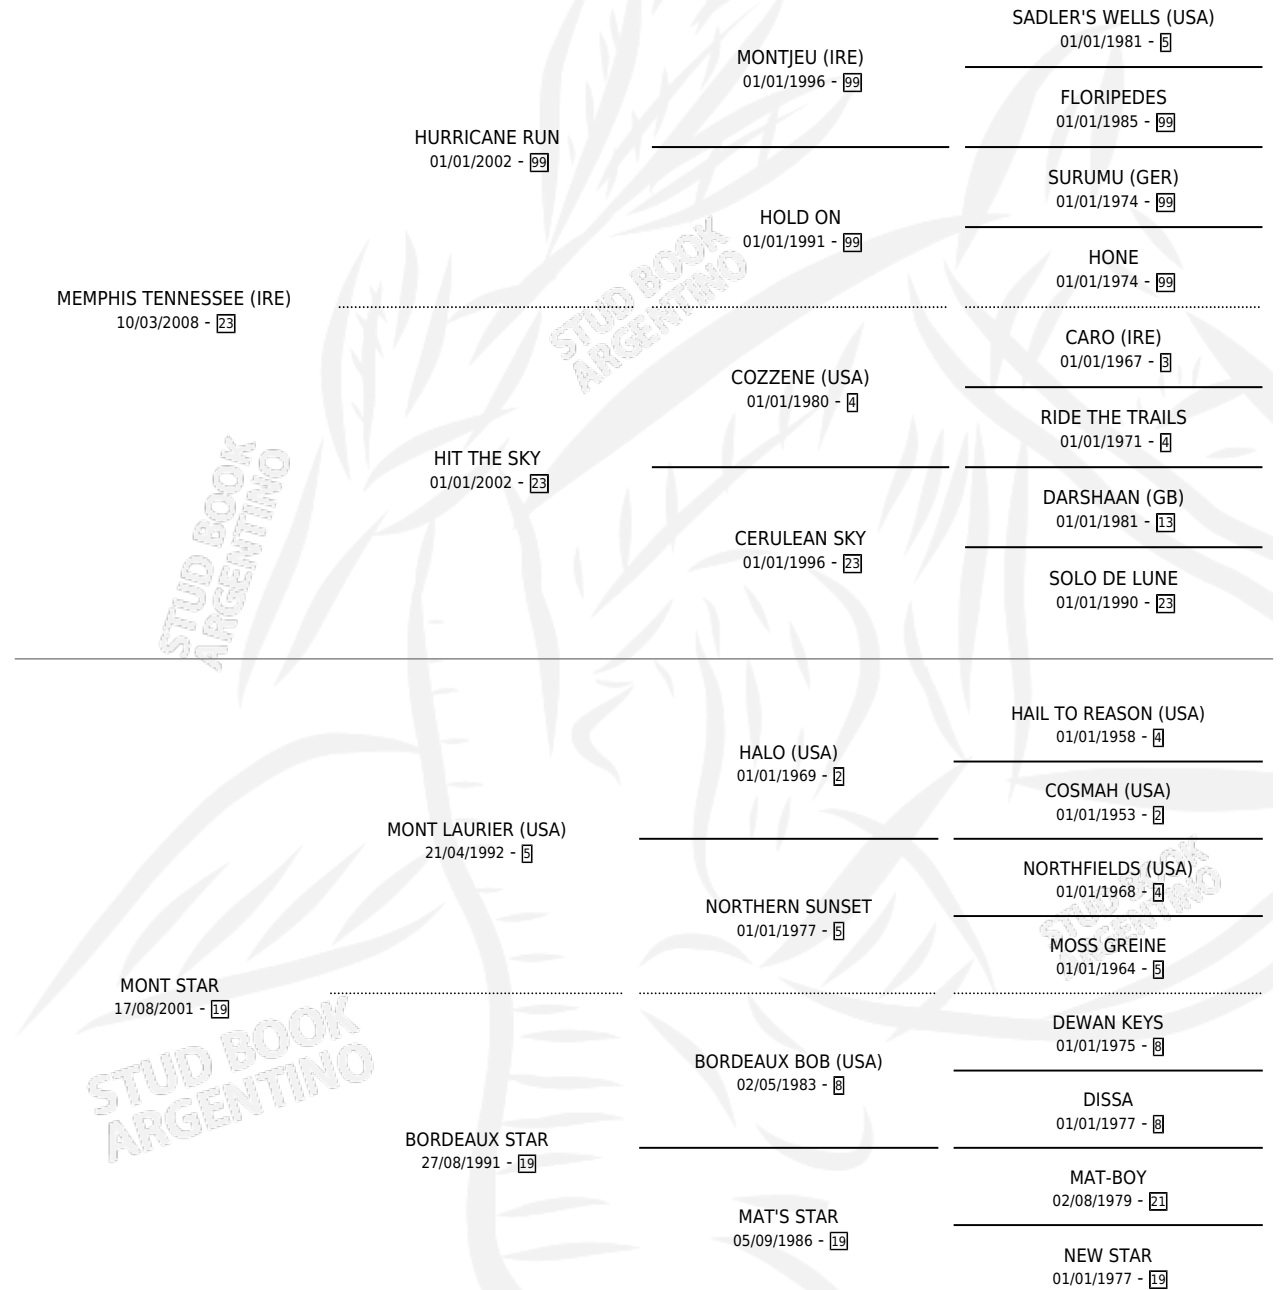 SADLER'S WELLS (USA)
01/01/1981 - 5
MONTJEU (IRE)
01/01/1996 - 99
FLORIPEDES
01/01/1985 - 99
HURRICANE RUN
01/01/2002 - 99
SURUMU (GER)
01/01/1974 - 99
HOLD ON
01/01/1991 - 99
HONE
01/01/1974 - 99
MEMPHIS TENNESSEE (IRE)
10/03/2008 - 23
CARO (IRE)
01/01/1967 - 3
COZZENE (USA)
01/01/1980 - 4
RIDE THE TRAILS
01/01/1971 - 4
HIT THE SKY
01/01/2002 - 23
DARSHAAN (GB)
01/01/1981 - 13
CERULEAN SKY
01/01/1996 - 23
SOLO DE LUNE
01/01/1990 - 23
HAIL TO REASON (USA)
01/01/1958 - 4
HALO (USA)
01/01/1969 - 2
COSMAH (USA)
01/01/1953 - 2
MONT LAURIER (USA)
21/04/1992 - 5
NORTHFIELDS (USA)
01/01/1968 - 4
NORTHERN SUNSET
01/01/1977 - 5
MOSS GREINE
01/01/1964 - 5
MONT STAR
17/08/2001 - 19
DEWAN KEYS
01/01/1975 - 8
BORDEAUX BOB (USA)
02/05/1983 - 8
DISSA
01/01/1977 - 8
BORDEAUX STAR
27/08/1991 - 19
MAT-BOY
02/08/1979 - 21
MAT'S STAR
05/09/1986 - 19
NEW STAR
01/01/1977 - 19
STUD BOOK
ARGENTINO
STUD BOOK
ARGENTINO
STUD BOOK
ARGENTINO
STUD BOOK
ARGENTINO